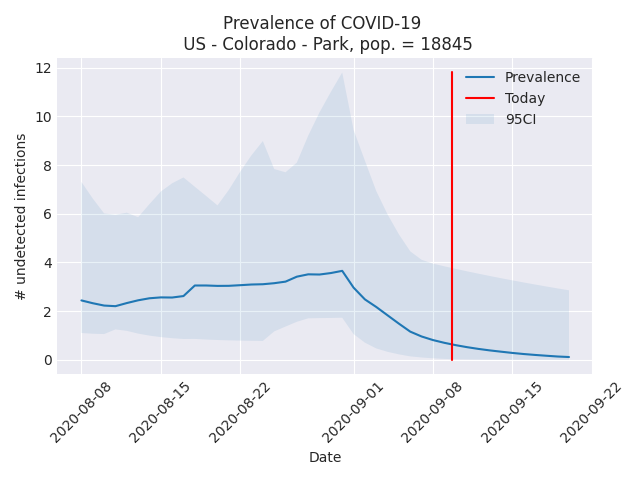 Prevalence of COVID-19
US - Colorado - Park, pop. = 18845
# undetected infections
12
10
8
6
4
2
0
Prevalence
Today
95CI
2020-08-08
2020-08-15
2020-08-22
2020-09-01
2020-09-08
2020-09-15
2020-09-22
Date